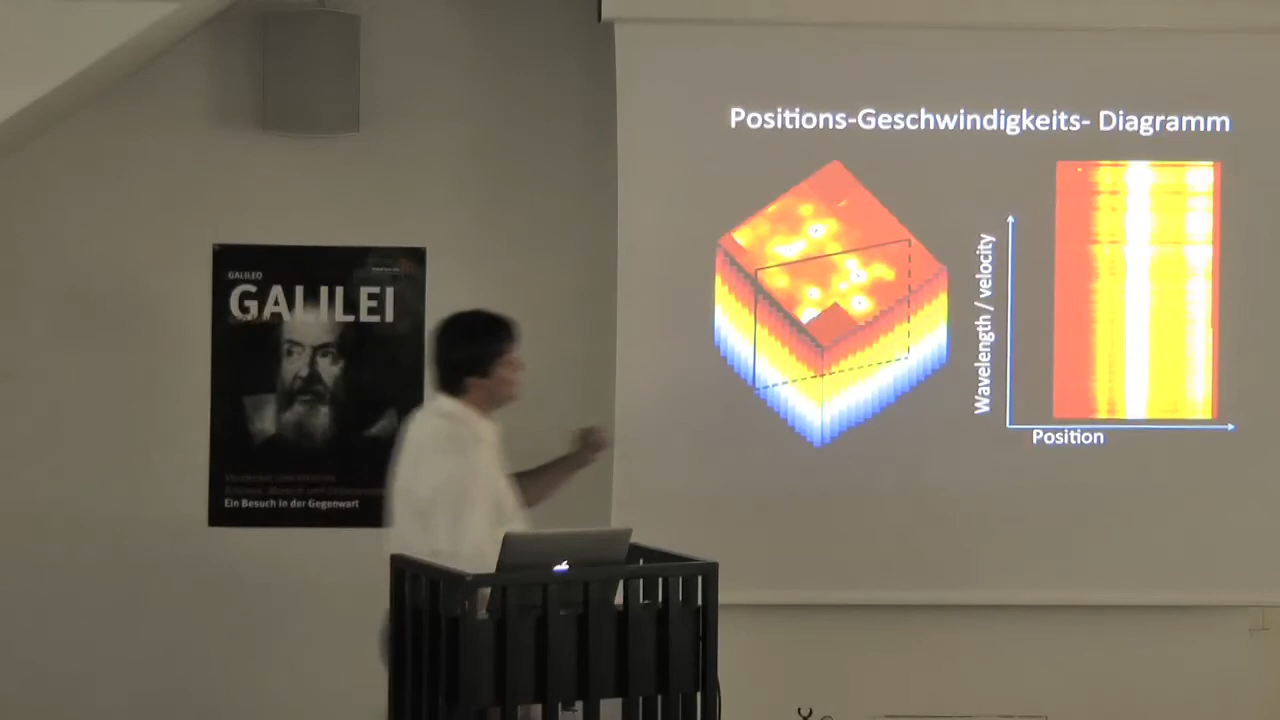 Positions-Geschwindigkeits- Diagramm
Wavelength / velocity
Position
GALILEO
GALILEI
Ein Besuch in der Gegenwart